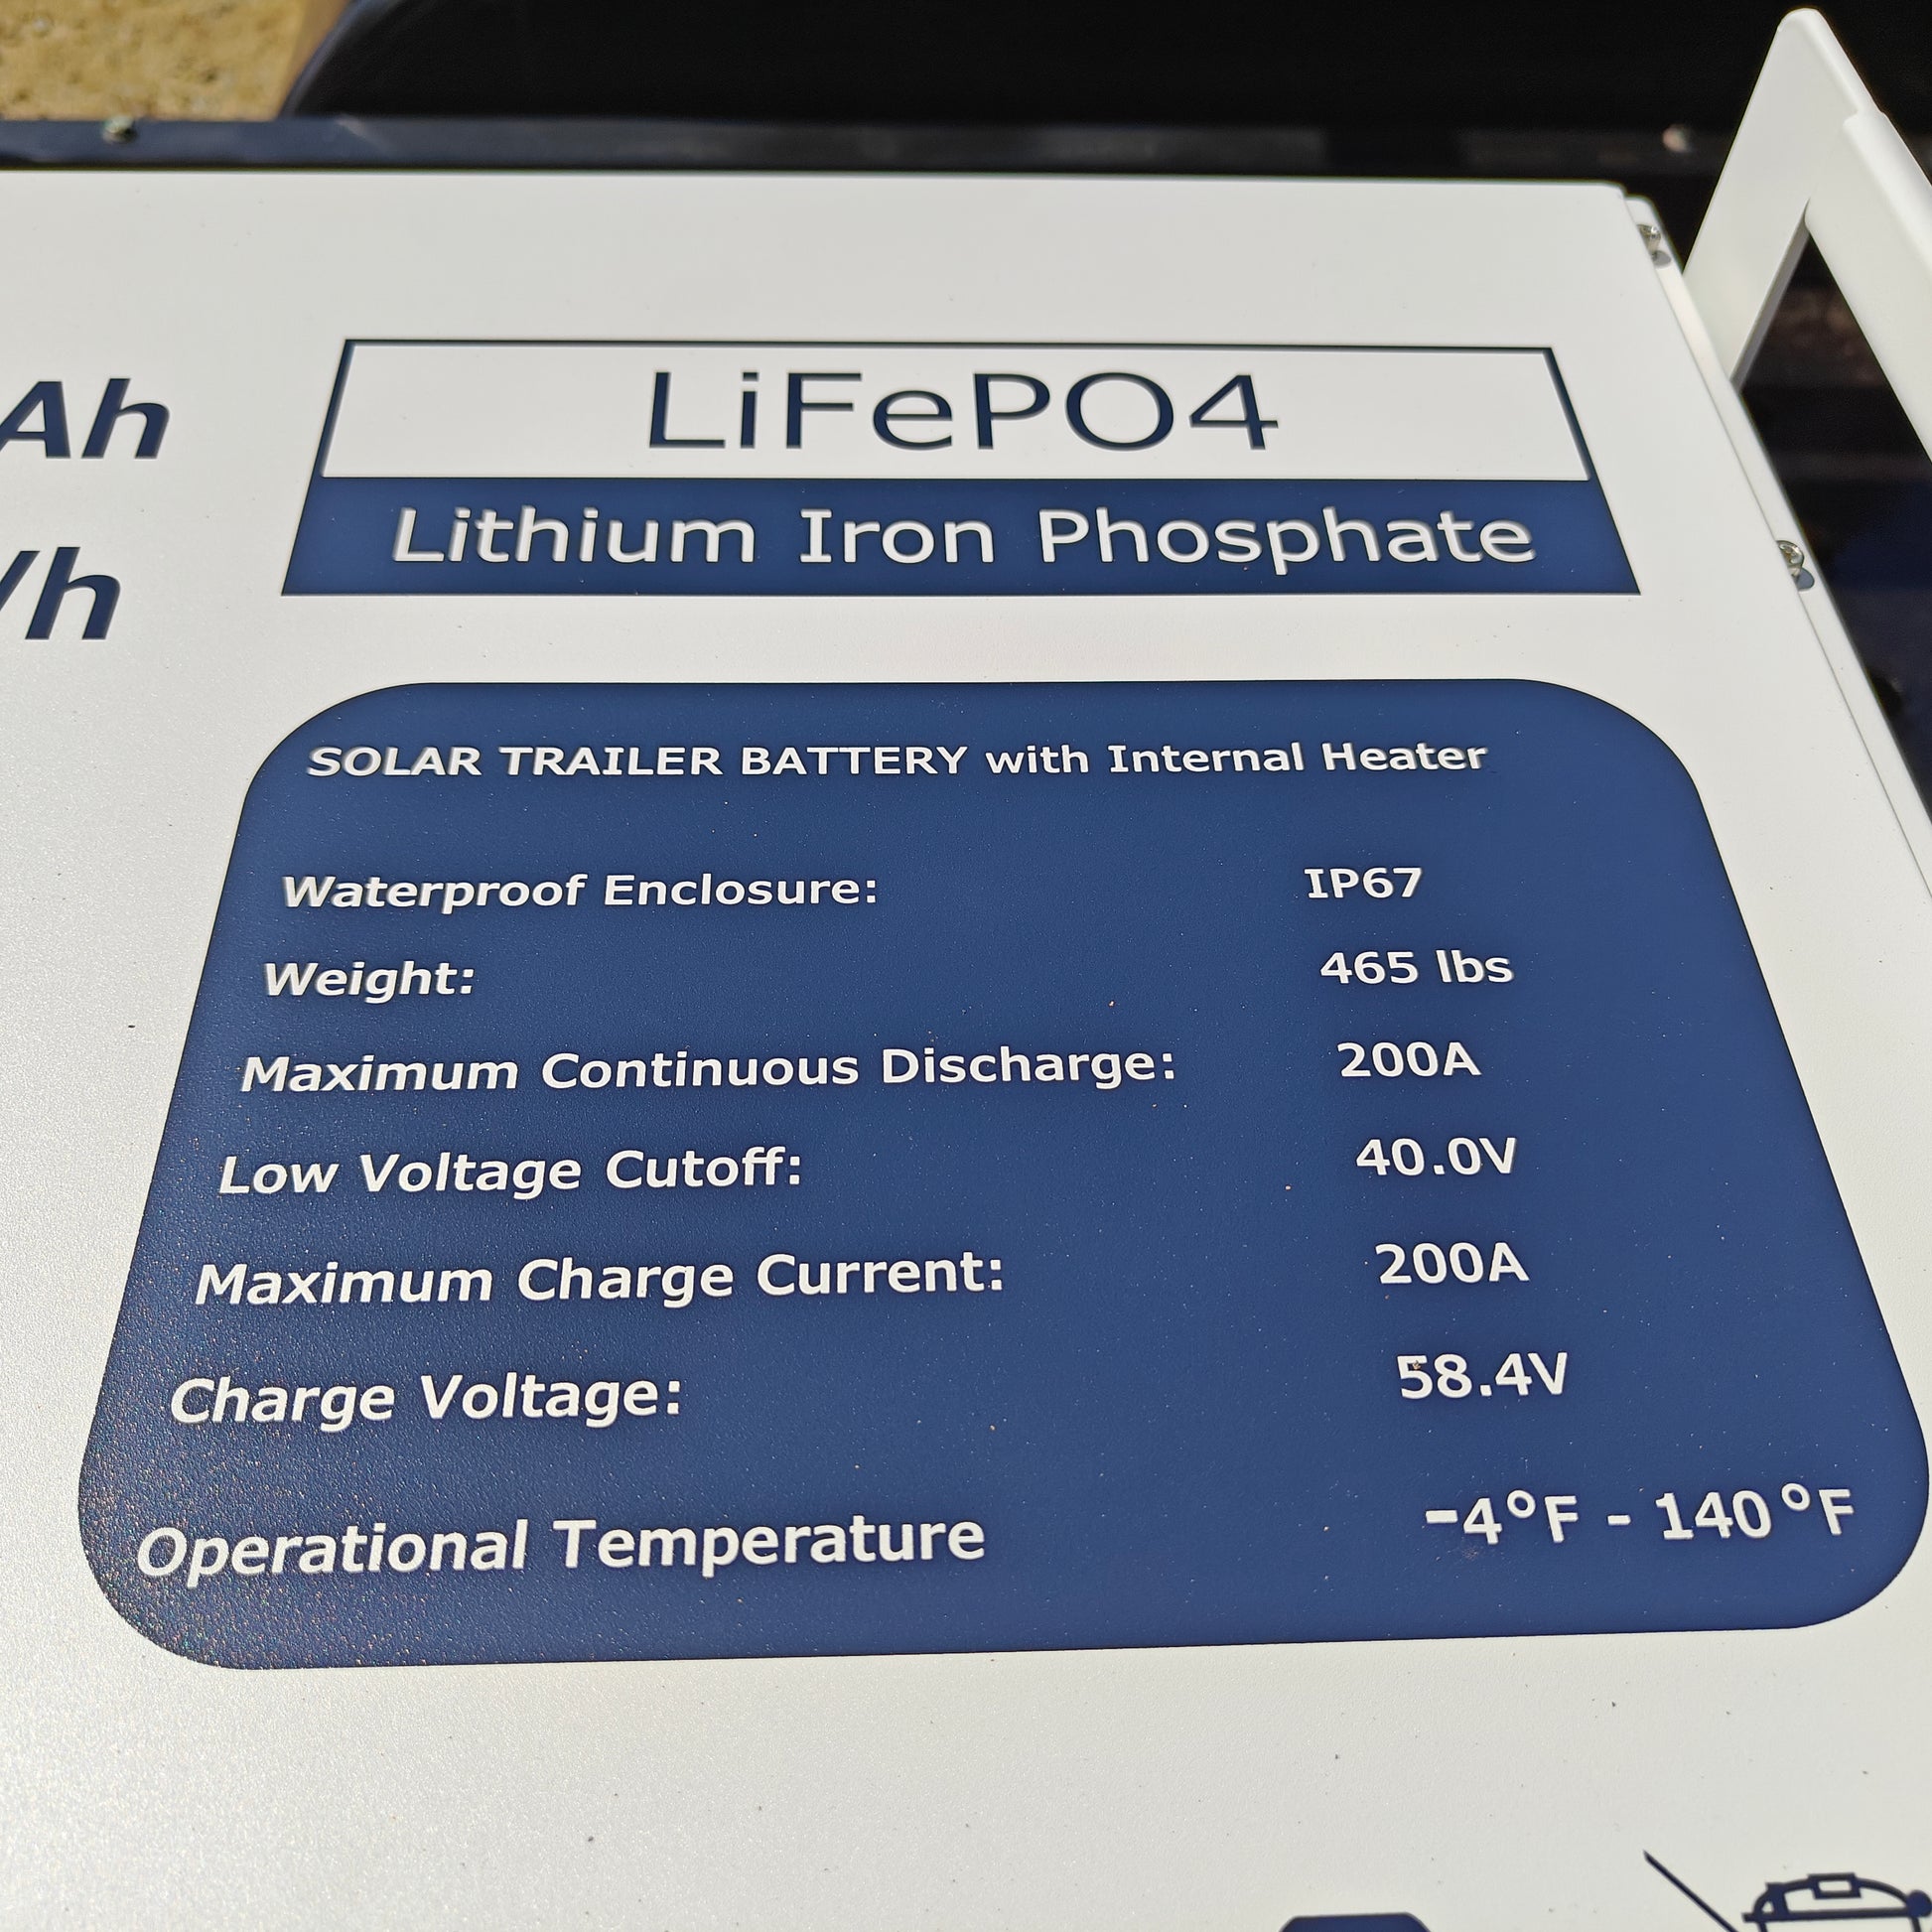 Ah
LiFePO4
Lithium Iron Phosphate
SOLAR TRAILER BATTERY with Internal Heater
Waterproof Enclosure: IP67
Weight: 465 lbs
Maximum Continuous Discharge: 200A
Low Voltage Cutoff: 40.0V
Maximum Charge Current: 200A
Charge Voltage: 58.4V
Operational Temperature -4°F - 140°F